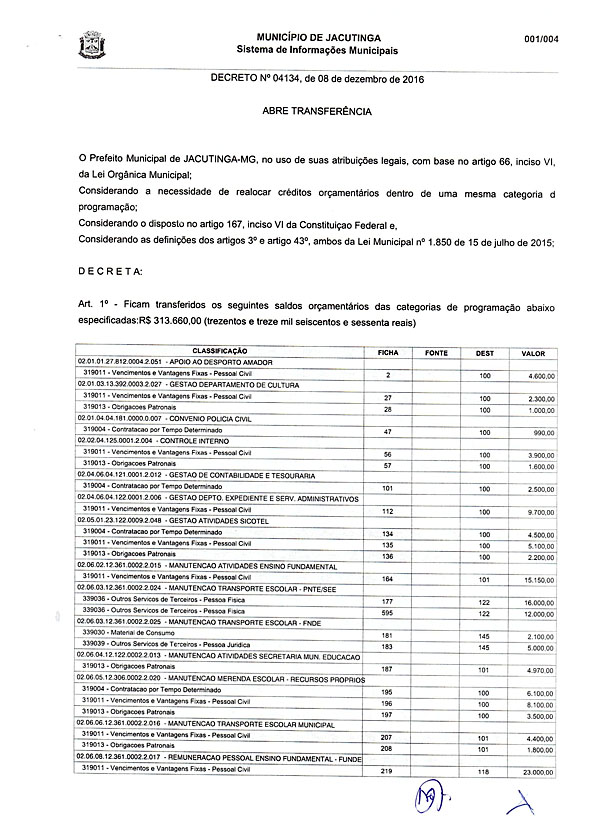 MUNICÍPIO DE JACUTINGA 001/004
Sistema de Informações Municipais
DECRETO Nº 04134, de 08 de dezembro de 2016
ABRE TRANSFERÊNCIA
O Prefeito Municipal de JACUTINGA-MG, no uso de suas atribuições legais, com base no artigo 66, inciso VI,
da Lei Orgânica Municipal;
Considerando a necessidade de realocar créditos orçamentários dentro de uma mesma categoria d
programação;
Considerando o disposto no artigo 167, inciso VI da Constituiçao Federal e,
Considerando as definições dos artigos 3º e artigo 43º, ambos da Lei Municipal nº 1.850 de 15 de julho de 2015;
D E C R E T A:
Art. 1º - Ficam transferidos os seguintes saldos orçamentários das categorias de programação abaixo
especificadas:R$ 313.660,00 (trezentos e treze mil seiscentos e sessenta reais)
CLASSIFICAÇÃO FICHA FONTE DEST VALOR
02.01.01.27.812.0004.2.051 - APOIO AO DESPORTO AMADOR
319011 - Vencimentos e Vantagens Fixas - Pessoal Civil 2 100 4.600,00
02.01.03.13.392.0003.2.027 - GESTAO DEPARTAMENTO DE CULTURA
319011 - Vencimentos e Vantagens Fixas - Pessoal Civil 27 100 2.300,00
319013 - Obrigacoes Patronais 28 100 1.000,00
02.01.04.04.181.0000.0.007 - CONVENIO POLICIA CIVIL
319004 - Contratacao por Tempo Determinado 47 100 990,00
02.02.04.125.0001.2.004 - CONTROLE INTERNO
319011 - Vencimentos e Vantagens Fixas - Pessoal Civil 56 100 3.900,00
319013 - Obrigacoes Patronais 57 100 1.600,00
02.04.06.04.121.0001.2.012 - GESTAO DE CONTABILIDADE E TESOURARIA
319004 - Contratacao por Tempo Determinado 101 100 2.500,00
02.04.06.04.122.0001.2.006 - GESTAO DEPTO. EXPEDIENTE E SERV. ADMINISTRATIVOS
319011 - Vencimentos e Vantagens Fixas - Pessoal Civil 112 100 9.700,00
02.05.01.23.122.0009.2.048 - GESTAO ATIVIDADES SICOTEL
319004 - Contratacao por Tempo Determinado 134 100 4.500,00
319011 - Vencimentos e Vantagens Fixas - Pessoal Civil 135 100 5.100,00
319013 - Obrigacoes Patronais 136 100 2.200,00
02.06.02.12.361.0002.2.015 - MANUTENCAO ATIVIDADES ENSINO FUNDAMENTAL
319011 - Vencimentos e Vantagens Fixas - Pessoal Civil 164 101 15.150,00
02.06.03.12.361.0002.2.024 - MANUTENCAO TRANSPORTE ESCOLAR - PNTE/SEE
339036 - Outros Servicos de Terceiros - Pessoa Fisica 177 122 16.000,00
339036 - Outros Servicos de Terceiros - Pessoa Fisica 595 122 12.000,00
02.06.03.12.361.0002.2.025 - MANUTENCAO TRANSPORTE ESCOLAR - FNDE
339030 - Material de Consumo 181 145 2.100,00
339039 - Outros Servicos de Terceiros - Pessoa Juridica 183 145 5.000,00
02.06.04.12.122.0002.2.013 - MANUTENCAO ATIVIDADES SECRETARIA MUN. EDUCACAO
319013 - Obrigacoes Patronais 187 101 4.970,00
02.06.05.12.306.0002.2.020 - MANUTENCAO MERENDA ESCOLAR - RECURSOS PROPRIOS
319004 - Contratacao por Tempo Determinado 195 100 6.100,00
319011 - Vencimentos e Vantagens Fixas - Pessoal Civil 196 100 8.100,00
319013 - Obrigacoes Patronais 197 100 3.500,00
02.06.06.12.361.0002.2.016 - MANUTENCAO TRANSPORTE ESCOLAR MUNICIPAL
319011 - Vencimentos e Vantagens Fixas - Pessoal Civil 207 101 4.400,00
319013 - Obrigacoes Patronais 208 101 1.800,00
02.06.08.12.361.0002.2.017 - REMUNERACAO PESSOAL ENSINO FUNDAMENTAL - FUNDE
319011 - Vencimentos e Vantagens Fixas - Pessoal Civil 219 118 23.000,00